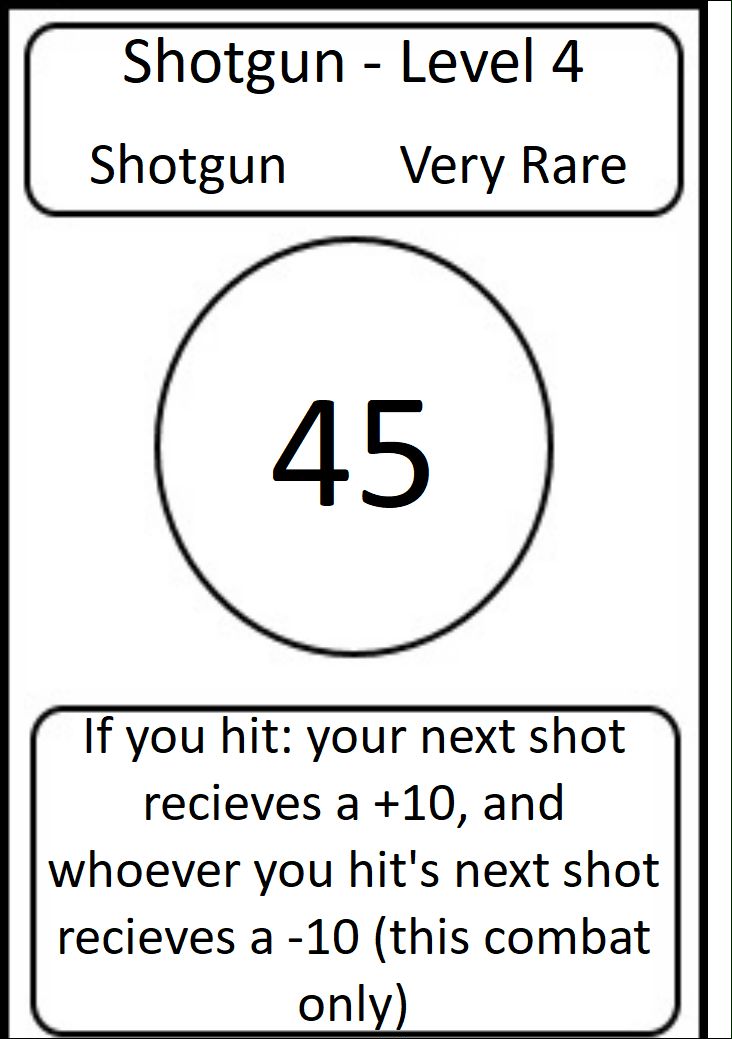 Shotgun - Level 4
Shotgun Very Rare
45
If you hit: your next shot
recieves a +10, and
whoever you hit's next shot
recieves a -10 (this combat
only)